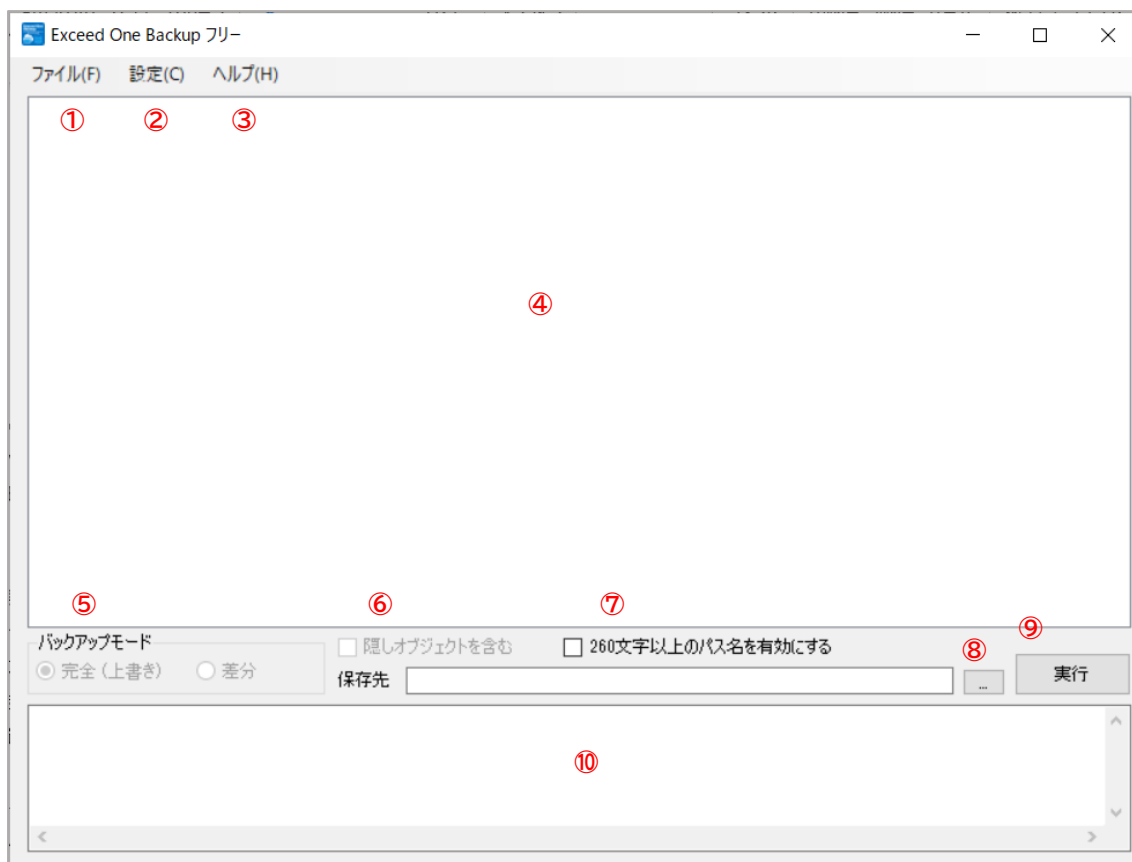 Exceed One Backup フリー
ファイル(F) 設定(C) ヘルプ(H)
① ② ③
④
⑤ ⑥ ⑦
⑨
バックアップモード
隠しオブジェクトを含む 260文字以上のパス名を有効にする ⑧
完全(上書き) 差分 保存先 ... 実行
⑩